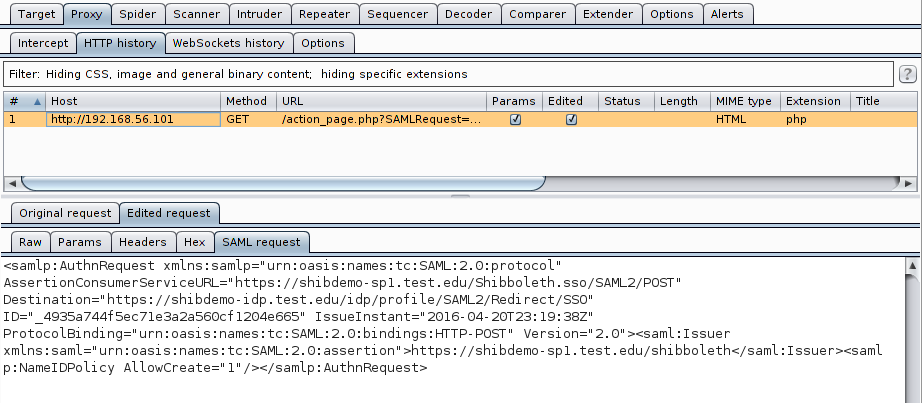 Target Proxy Spider Scanner Intruder Repeater Sequencer Decoder Comparer Extender Options Alerts
Intercept HTTP history WebSockets history Options
Filter: Hiding CSS, image and general binary content; hiding specific extensions ?
# ▲ Host Method URL Params Edited Status Length MIME type Extension Title
1 http://192.168.56.101 GET /action_page.php?SAMLRequest=... HTML php
Original request Edited request
Raw Params Headers Hex SAML request
<samlp:AuthnRequest xmlns:samlp="urn:oasis:names:tc:SAML:2.0:protocol"
AssertionConsumerServiceURL="https://shibdemo-sp1.test.edu/Shibboleth.sso/SAML2/POST"
Destination="https://shibdemo-idp.test.edu/idp/profile/SAML2/Redirect/SSO"
ID="_4935a744f5ec71e3a2a560cf1204e665" IssueInstant="2016-04-20T23:19:38Z"
ProtocolBinding="urn:oasis:names:tc:SAML:2.0:bindings:HTTP-POST" Version="2.0"><saml:Issuer
xmlns:saml="urn:oasis:names:tc:SAML:2.0:assertion">https://shibdemo-sp1.test.edu/shibboleth</saml:Issuer><saml
p:NameIDPolicy AllowCreate="1"/></samlp:AuthnRequest>